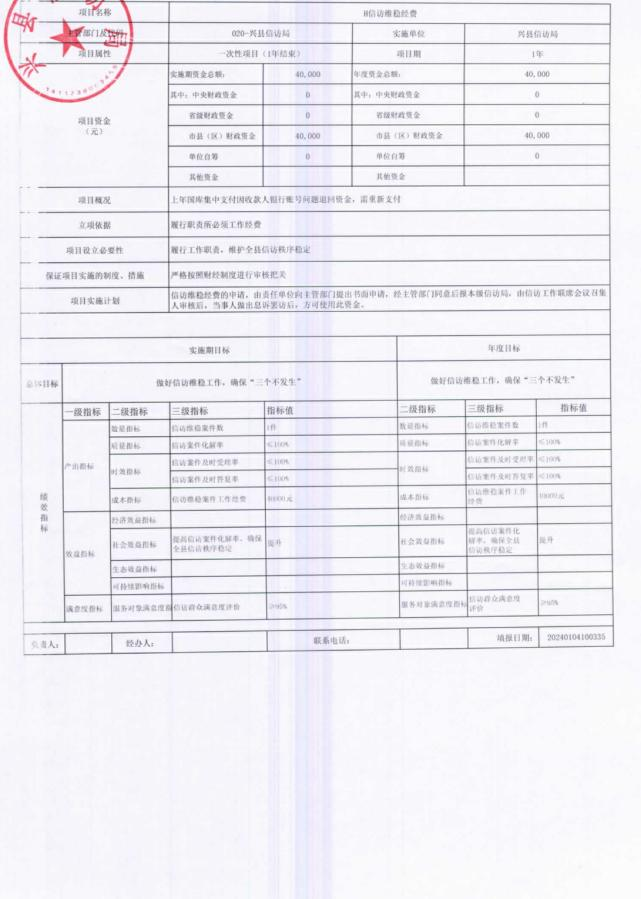 项目名称 H信访维稳经费
主管部门及代码 020-兴县信访局 实施单位 兴县信访局
项目属性 一次性项目（1年结束） 项目期 1年
项目资金（元）
实施期资金总额： 40,000 年度资金总额： 40,000
其中：中央财政资金 0 其中：中央财政资金 0
省级财政资金 0 省级财政资金 0
市县（区）财政资金 40,000 市县（区）财政资金 40,000
单位自筹 0 单位自筹 0
其他资金 其他资金
项目概况 上年国库集中支付因收款人银行账号问题退回资金，需重新支付
立项依据 履行职责所必须工作经费
项目设立必要性 履行工作职责，维护全县信访秩序稳定
保证项目实施的制度、措施 严格按照财经制度进行审核把关
项目实施计划 信访维稳经费的申请，由责任单位向主管部门提出书面申请，经主管部门同意后报本级信访局，由信访工作联席会议召集
人审核后，当事人做出息诉罢访后，方可使用此资金。
实施期目标 年度目标
总体目标 做好信访维稳工作，确保“三个不发生” 做好信访维稳工作，确保“三个不发生”
绩效指标
一级指标 二级指标 三级指标 指标值 二级指标 三级指标 指标值
产出指标
数量指标 信访维稳案件数 1件 数量指标 信访维稳案件数 1件
质量指标 信访案件化解率 ≤100% 质量指标 信访案件化解率 ≤100%
时效指标 信访案件及时受理率 ≤100% 时效指标 信访案件及时受理率 ≤100%
信访案件及时答复率 ≤100% 信访案件及时答复率 ≤100%
成本指标 信访维稳案件工作经费 40000元 成本指标 信访维稳案件工作
经费 40000元
效益指标
经济效益指标 经济效益指标
社会效益指标 提高信访案件化解率，确保
全县信访秩序稳定 提升 社会效益指标 提高信访案件化
解率，确保全县
信访秩序稳定 提升
生态效益指标 生态效益指标
可持续影响指标 可持续影响指标
满意度指标 服务对象满意度指 信访群众满意度评价 ≥95% 服务对象满意度指标 信访群众满意度
评价 ≥95%
负责人： 经办人： 联系电话： 填报日期： 20240104100335